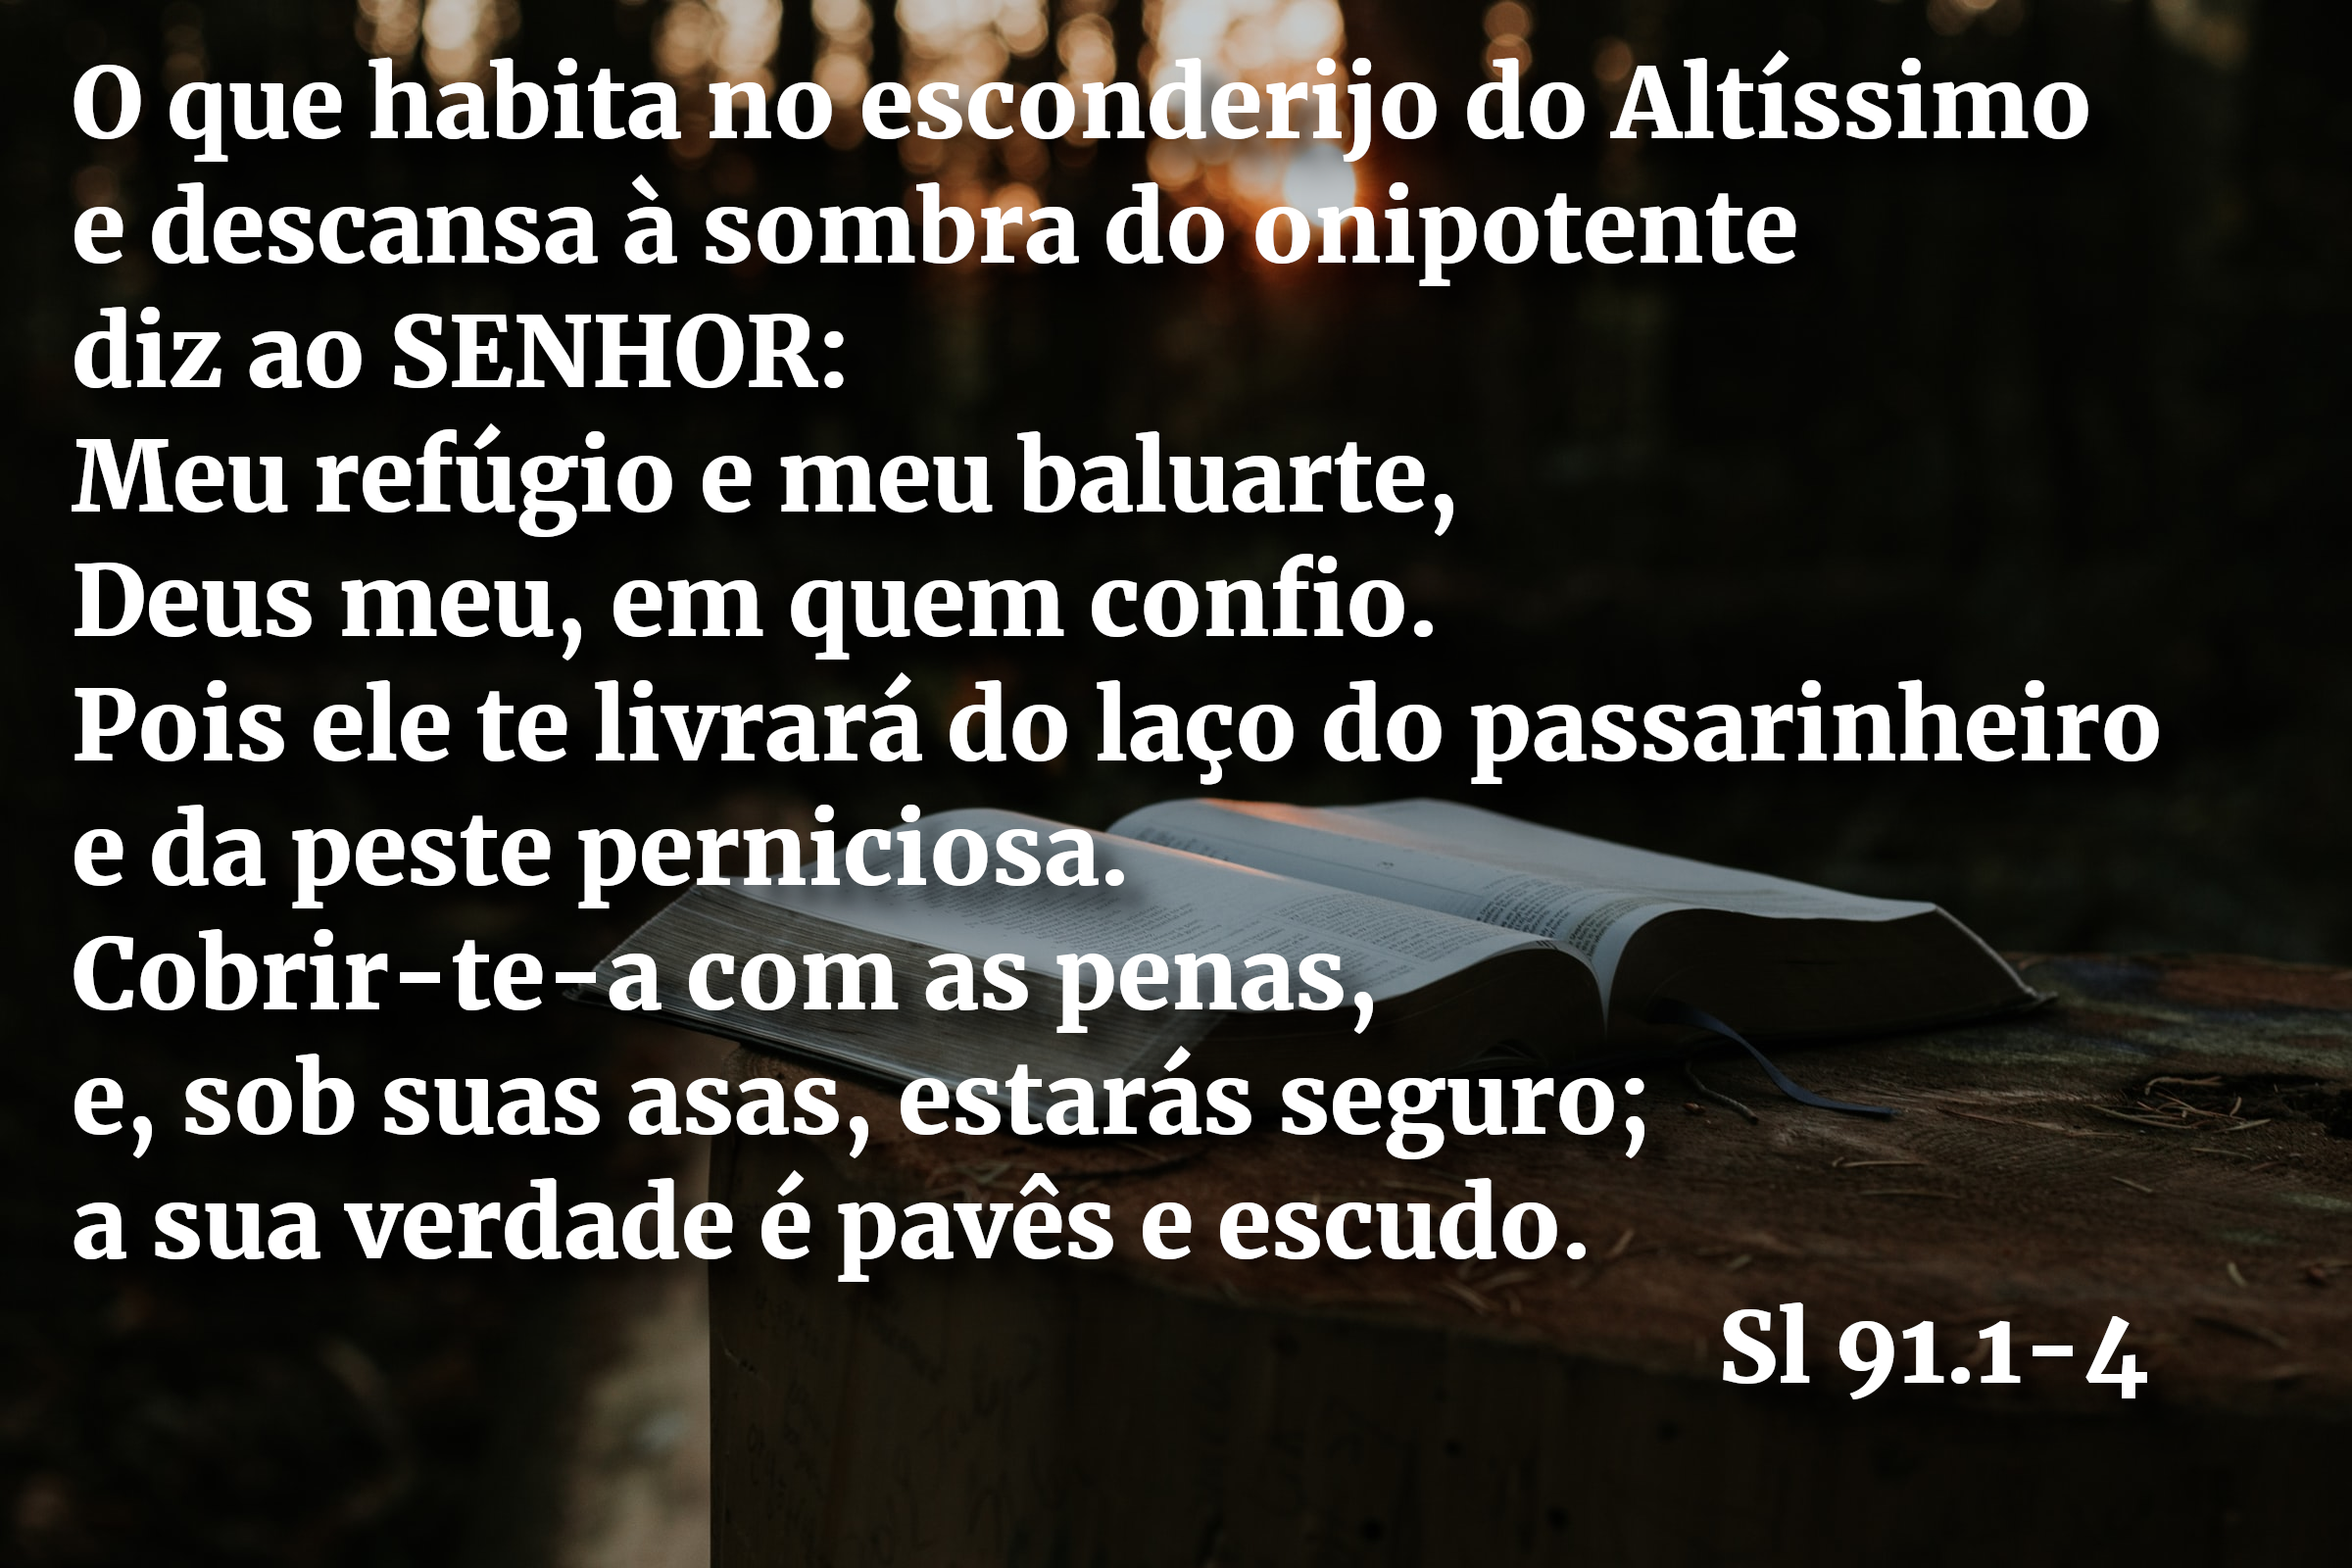 O que habita no esconderijo do Altíssimo
e descansa à sombra do onipotente
diz ao SENHOR:
Meu refúgio e meu baluarte,
Deus meu, em quem confio.
Pois ele te livrará do laço do passarinheiro
e da peste perniciosa.
Cobrir-te-a com as penas,
e, sob suas asas, estarás seguro;
a sua verdade é pavês e escudo.
Sl 91.1-4